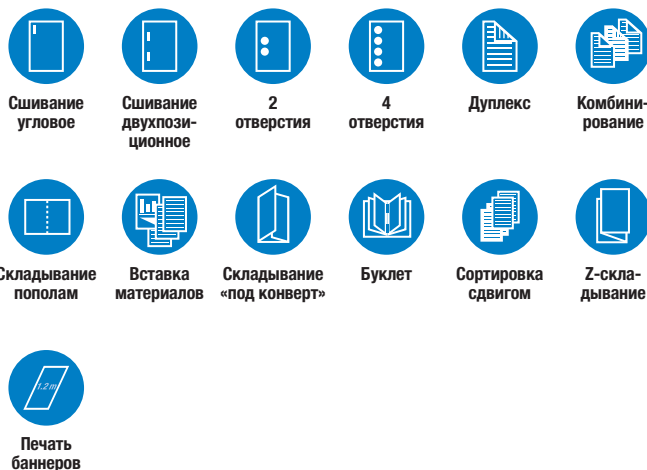 Сшивание
угловое
Сшивание
двухпози-
ционное
2
отверстия
4
отверстия
Дуплекс
Комбини-
рование
Складывание
пополам
Вставка
материалов
Складывание
«под конверт»
Буклет
Сортировка
сдвигом
Z-скла-
дывание
1.2 m
Печать
баннеров